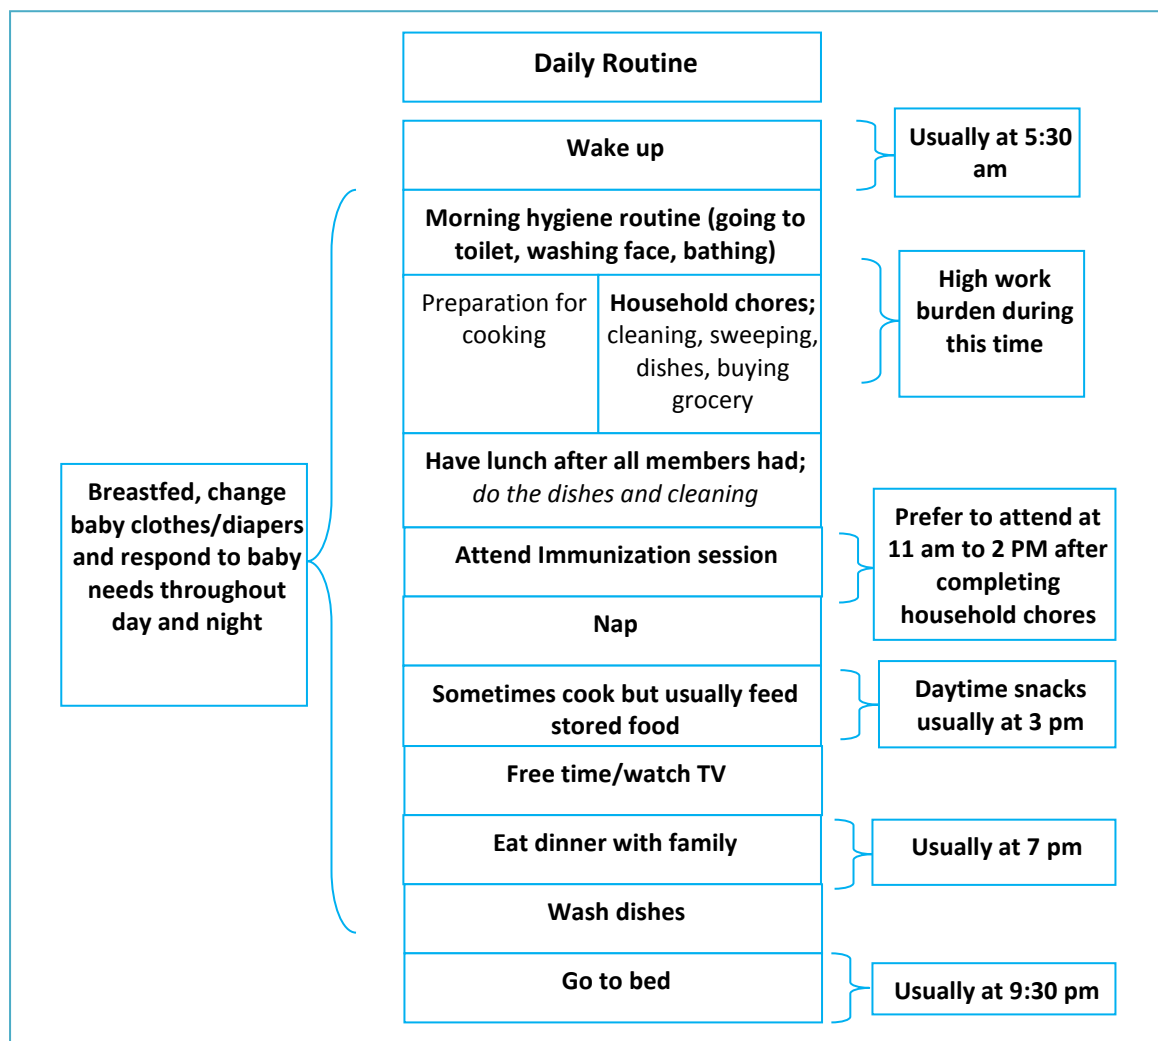 Daily Routine
Wake up
Usually at 5:30
am
Morning hygiene routine (going to
toilet, washing face, bathing)
Preparation for
cooking
Household chores;
cleaning, sweeping,
dishes, buying
grocery
High work
burden during
this time
Have lunch after all members had;
do the dishes and cleaning
Breastfed, change
baby clothes/diapers
and respond to baby
needs throughout
day and night
Attend Immunization session
Prefer to attend at
11 am to 2 PM after
completing
household chores
Nap
Sometimes cook but usually feed
stored food
Daytime snacks
usually at 3 pm
Free time/watch TV
Eat dinner with family
Usually at 7 pm
Wash dishes
Go to bed
Usually at 9:30 pm